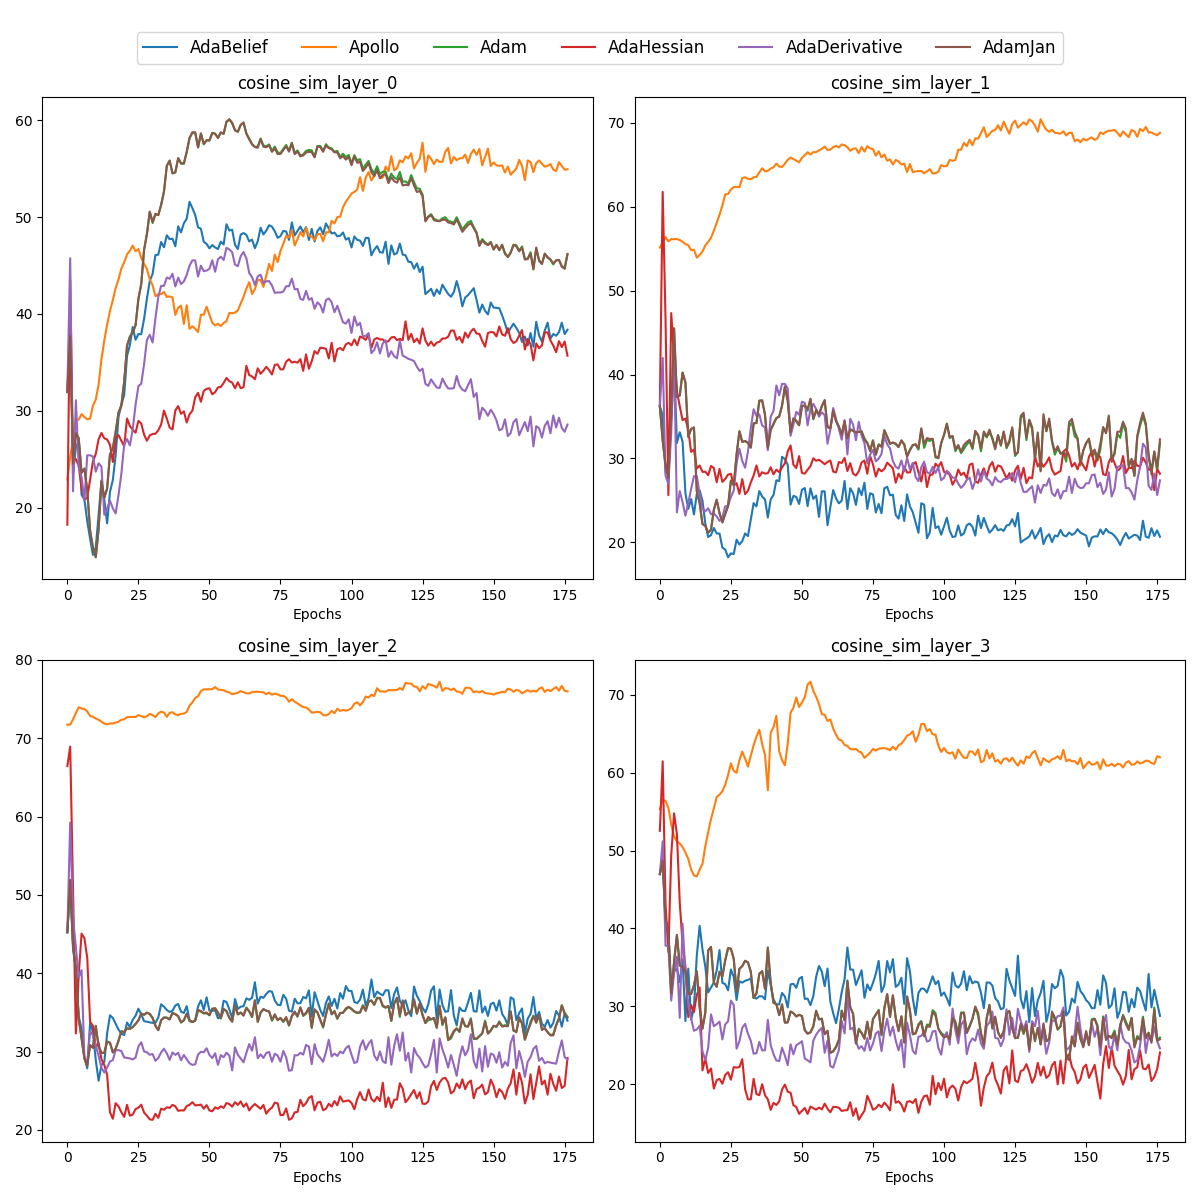 AdaBelief Apollo Adam AdaHessian AdaDerivative AdamJan
cosine_sim_layer_0
60
50
40
30
20
0 25 50 75 100 125 150 175
Epochs
cosine_sim_layer_1
70
60
50
40
30
20
0 25 50 75 100 125 150 175
Epochs
cosine_sim_layer_2
80
70
60
50
40
30
20
0 25 50 75 100 125 150 175
Epochs
cosine_sim_layer_3
70
60
50
40
30
20
0 25 50 75 100 125 150 175
Epochs